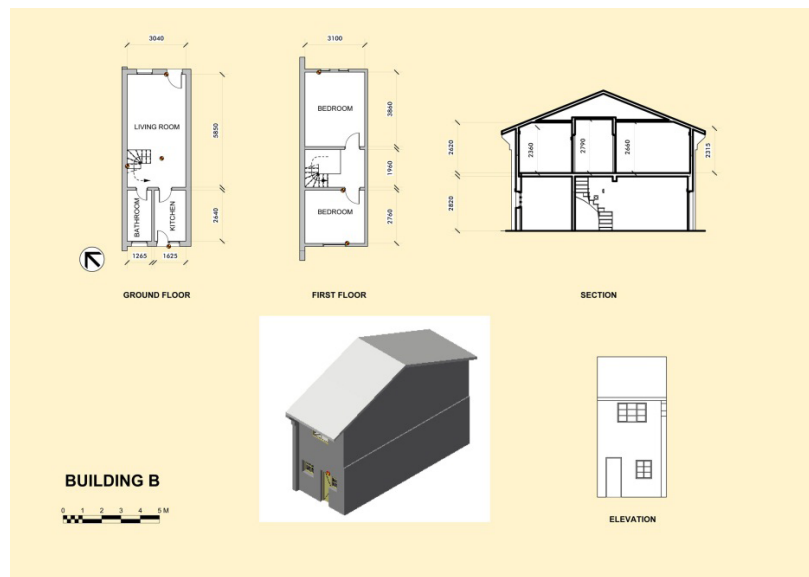 3040
LIVING ROOM
5850
BATHROOM
KITCHEN
2640
1265
1625
GROUND FLOOR
3100
BEDROOM
3860
1960
BEDROOM
2760
FIRST FLOOR
2620
2360
2790
2660
2315
2820
SECTION
BUILDING B
0 1 2 3 4 5 M
ELEVATION